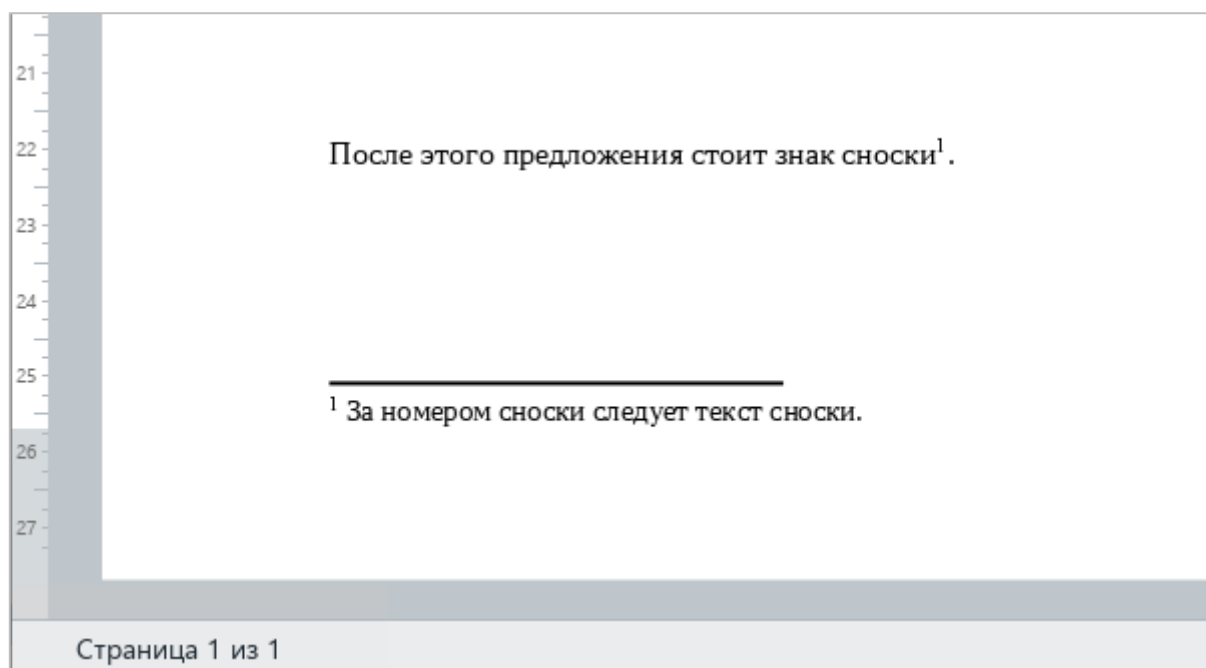 21
22
После этого предложения стоит знак сноски¹.
23
24
25
¹ За номером сноски следует текст сноски.
26
27
Страница 1 из 1